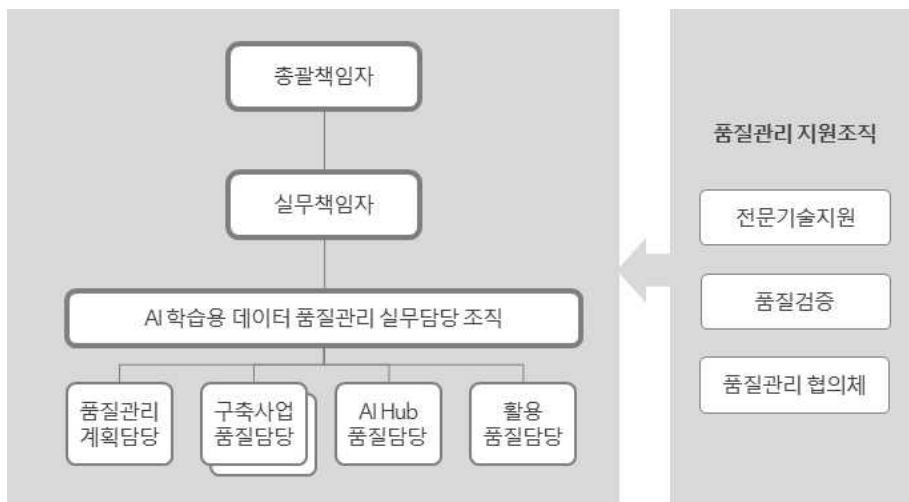 총괄책임자
실무책임자
AI 학습용 데이터 품질관리 실무담당 조직
품질관리
계획담당
구축사업
품질담당
AI Hub
품질담당
활용
품질담당
품질관리 지원조직
전문기술지원
품질검증
품질관리 협의체